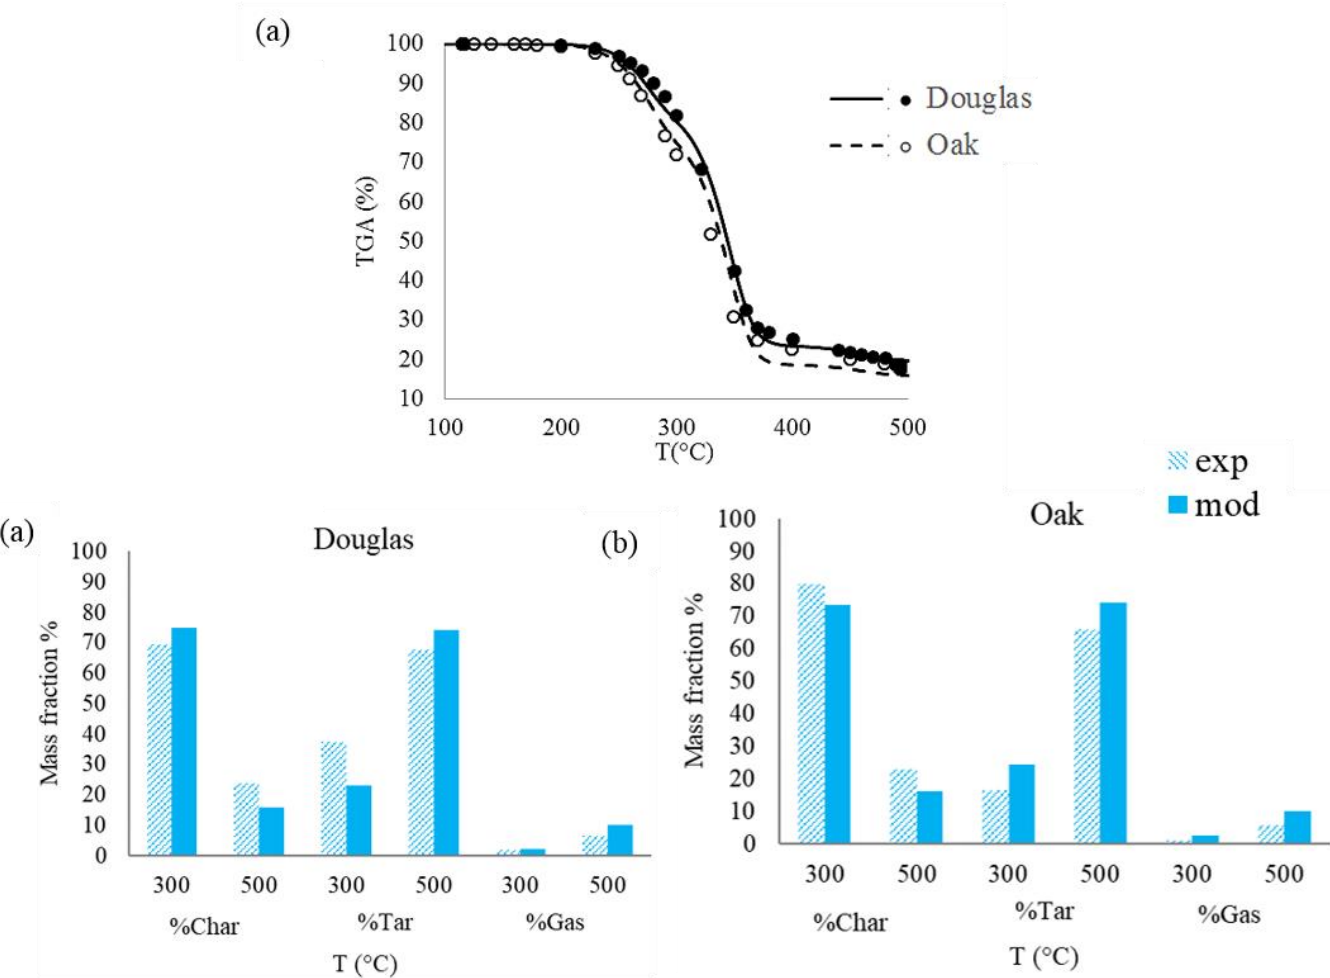 (a)
100
90
80
70
60
50
40
30
20
10
TGA (%)
100 200 300 400 500
T(°C)
Douglas
Oak
exp
mod
(a)
Douglas
100
90
80
70
60
50
40
30
20
10
0
Mass fraction %
300 500 300 500 300 500
%Char %Tar %Gas
T (°C)
(b)
Oak
100
90
80
70
60
50
40
30
20
10
0
Mass fraction %
300 500 300 500 300 500
%Char %Tar %Gas
T (°C)